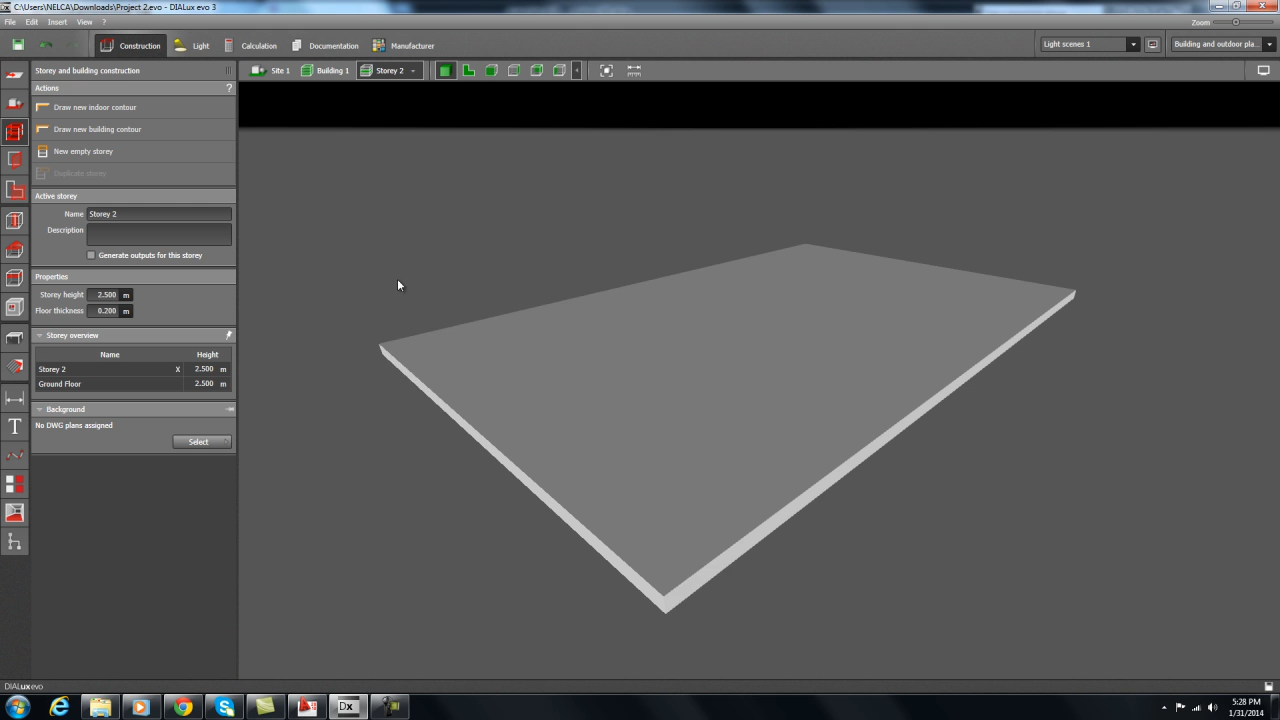 Dx C:\Users\NELCA\Downloads\Project 2.evo - DIALux evo 3
File Edit Insert View ? Zoom
Construction Light Calculation Documentation Manufacturer Light scenes 1 Building and outdoor pla...
Storey and building construction Site 1 Building 1 Storey 2
Actions ?
Draw new indoor contour
Draw new building contour
New empty storey
Duplicate storey
Active storey
Name Storey 2
Description
Generate outputs for this storey
Properties
Storey height 2.500 m
Floor thickness 0.200 m
Storey overview
Name Height
Storey 2 X 2.500 m
Ground Floor 2.500 m
Background
No DWG plans assigned
Select
T
DIALux evo
Dx
5:28 PM
1/31/2014